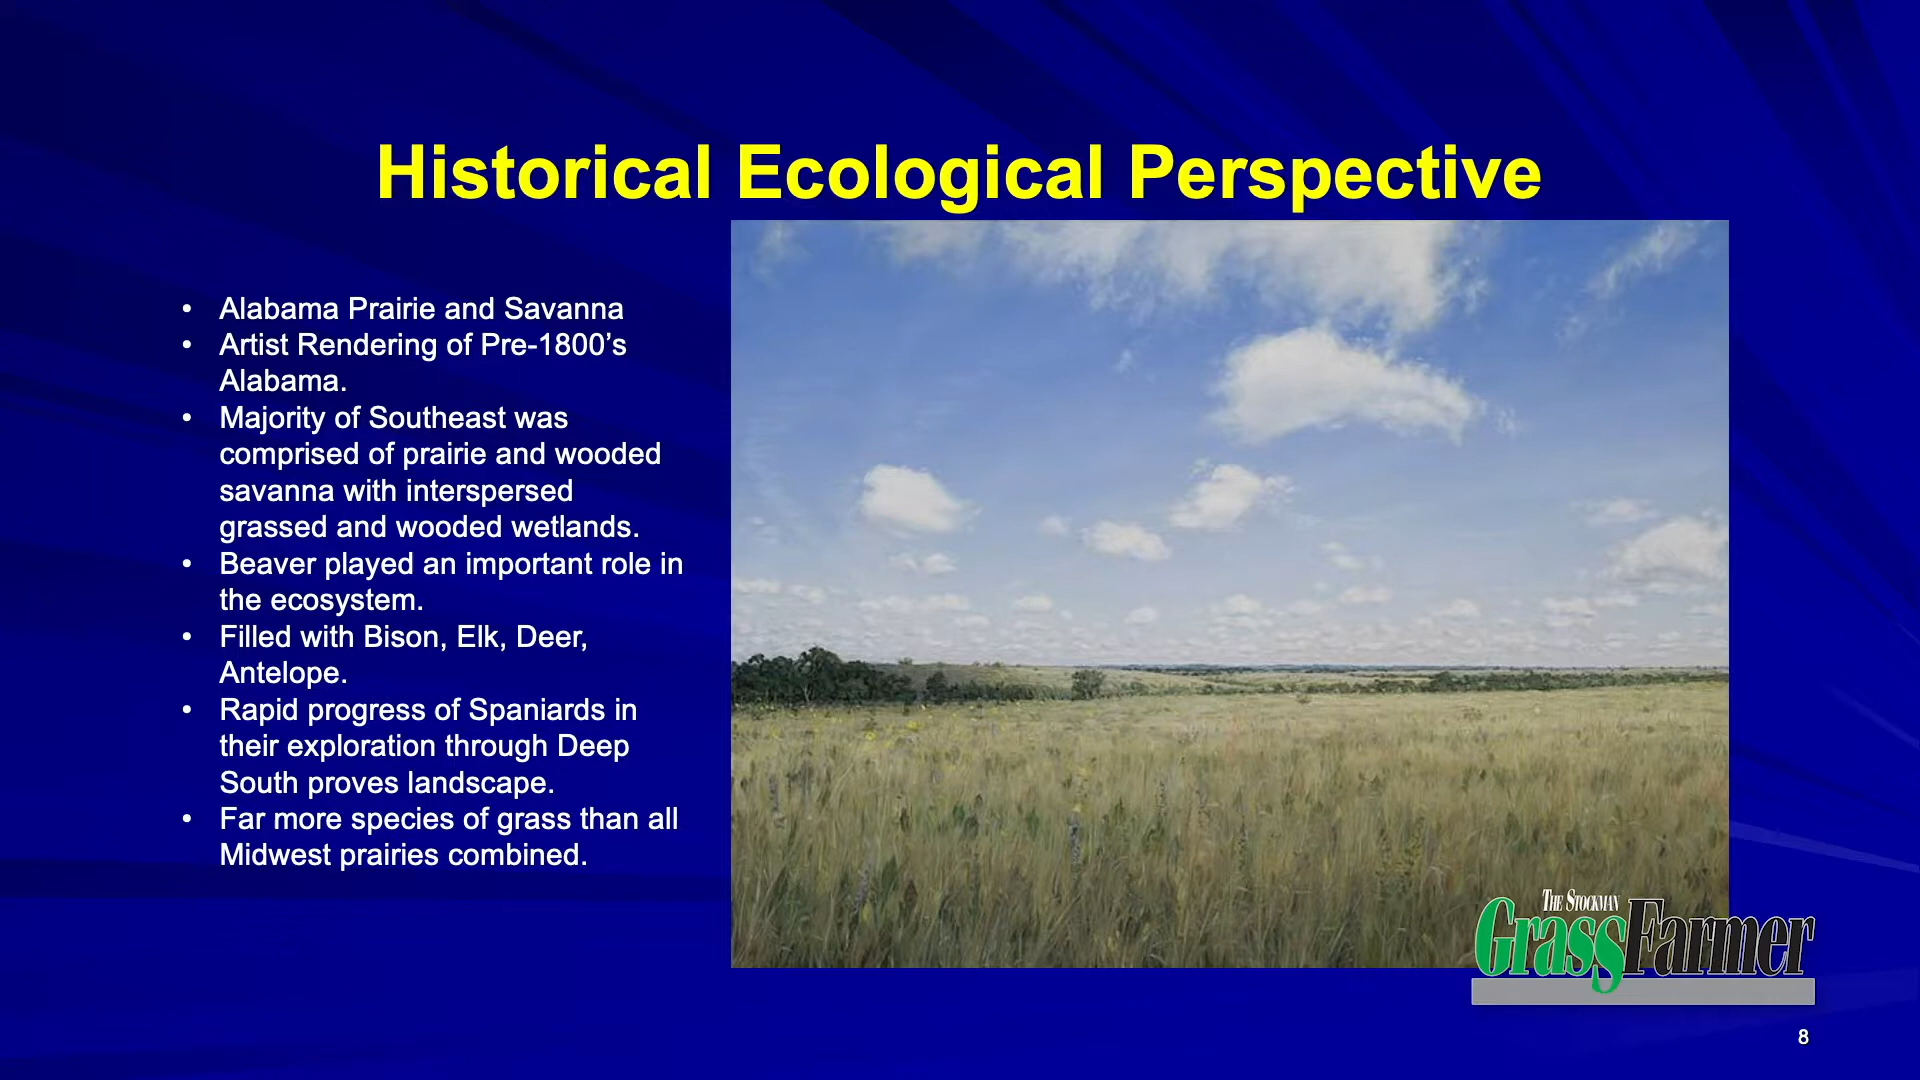 Historical Ecological Perspective
• Alabama Prairie and Savanna
• Artist Rendering of Pre-1800’s
Alabama.
• Majority of Southeast was
comprised of prairie and wooded
savanna with interspersed
grassed and wooded wetlands.
• Beaver played an important role in
the ecosystem.
• Filled with Bison, Elk, Deer,
Antelope.
• Rapid progress of Spaniards in
their exploration through Deep
South proves landscape.
• Far more species of grass than all
Midwest prairies combined.
THE STOCKMAN
GrassFarmer
8